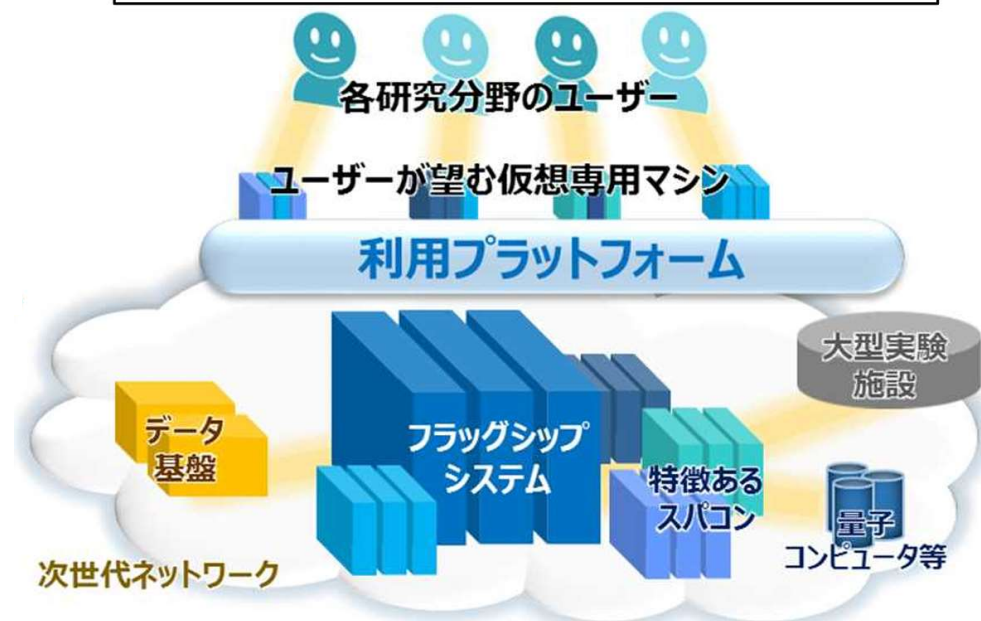 各研究分野のユーザー
ユーザーが望む仮想専用マシン
利用プラットフォーム
大型実験
施設
データ
基盤
フラッグシップ
システム
特徴ある
スパコン
量子
コンピュータ等
次世代ネットワーク